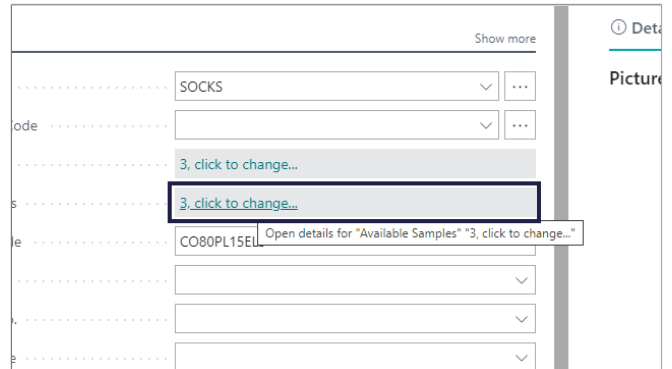 Show more
ⓘ Deta
SOCKS
Picture
Code
3, click to change...
s 3, click to change...
Open details for "Available Samples" "3, click to change..."
le CO80PL15EL
o.
e